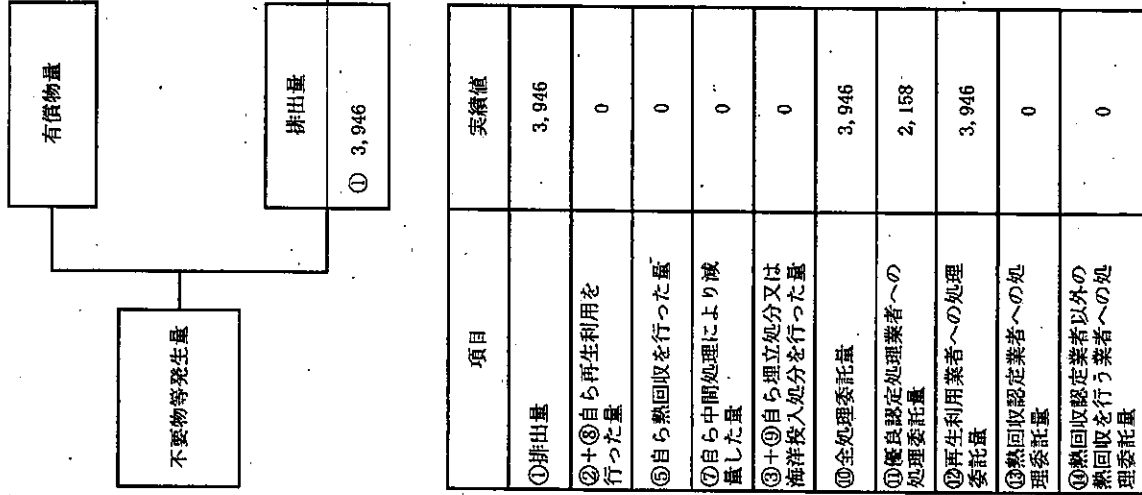 有償物量
不要物等発生量
排出量
① 3,946
項目
実績値
①排出量
3,946
②+⑧自ら再生利用を
行った量
0
⑤自ら熱回収を行った量
0
⑦自ら中間処理により減
量した量
0
③+⑨自ら埋立処分又は
海洋投入処分を行った量
0
⑩全処理委託量
3,946
⑪優良認定処理業者への
処理委託量
2,158
⑫再生利用業者への処理
委託量
3,946
⑬熱回収認定業者への処
理委託量
0
⑭熱回収認定業者以外の
熱回収を行う業者への処
理委託量
0